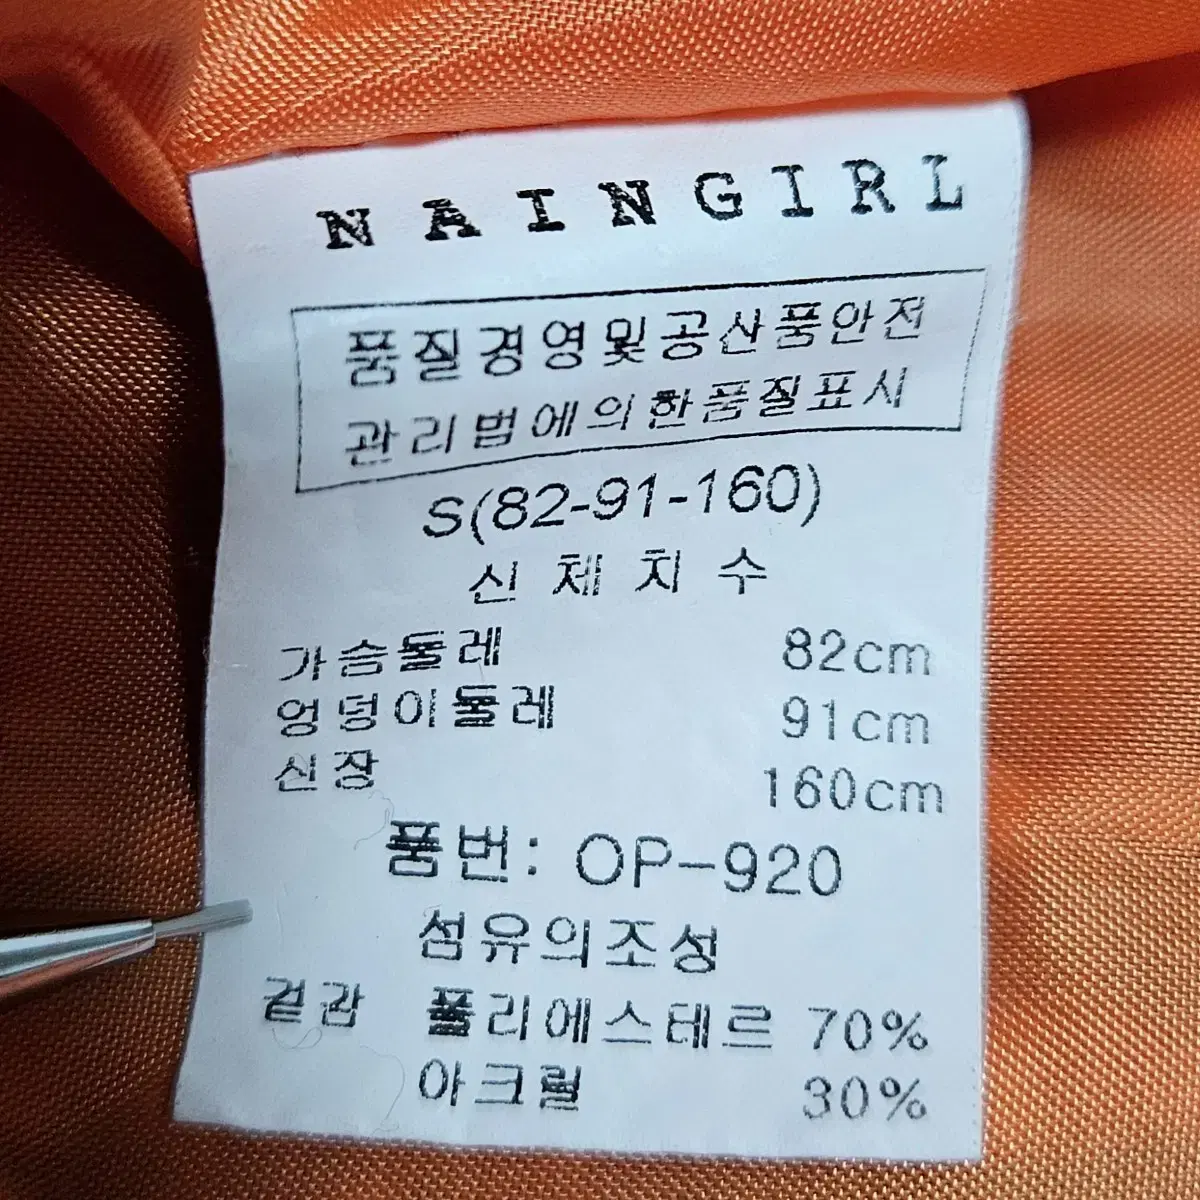 NAINGIRL
품질경영및공산품안전
관리법에의한품질표시
S(82-91-160)
신체치수
가슴둘레 82cm
엉덩이둘레 91cm
신장 160cm
품번: OP-920
섬유의조성
겉감 폴리에스테르 70%
아크릴 30%